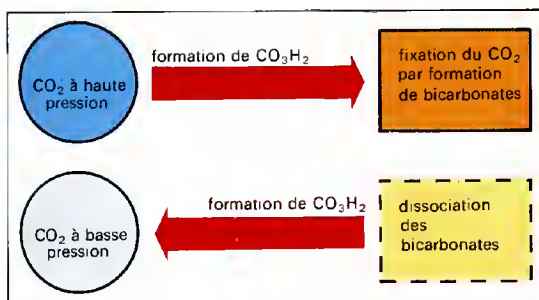 formation de CO₃H₂
CO₂ à haute
pression
fixation du CO₂
par formation
de bicarbonates
formation de CO₃H₂
CO₂ à basse
pression
dissociation
des
bicarbonates